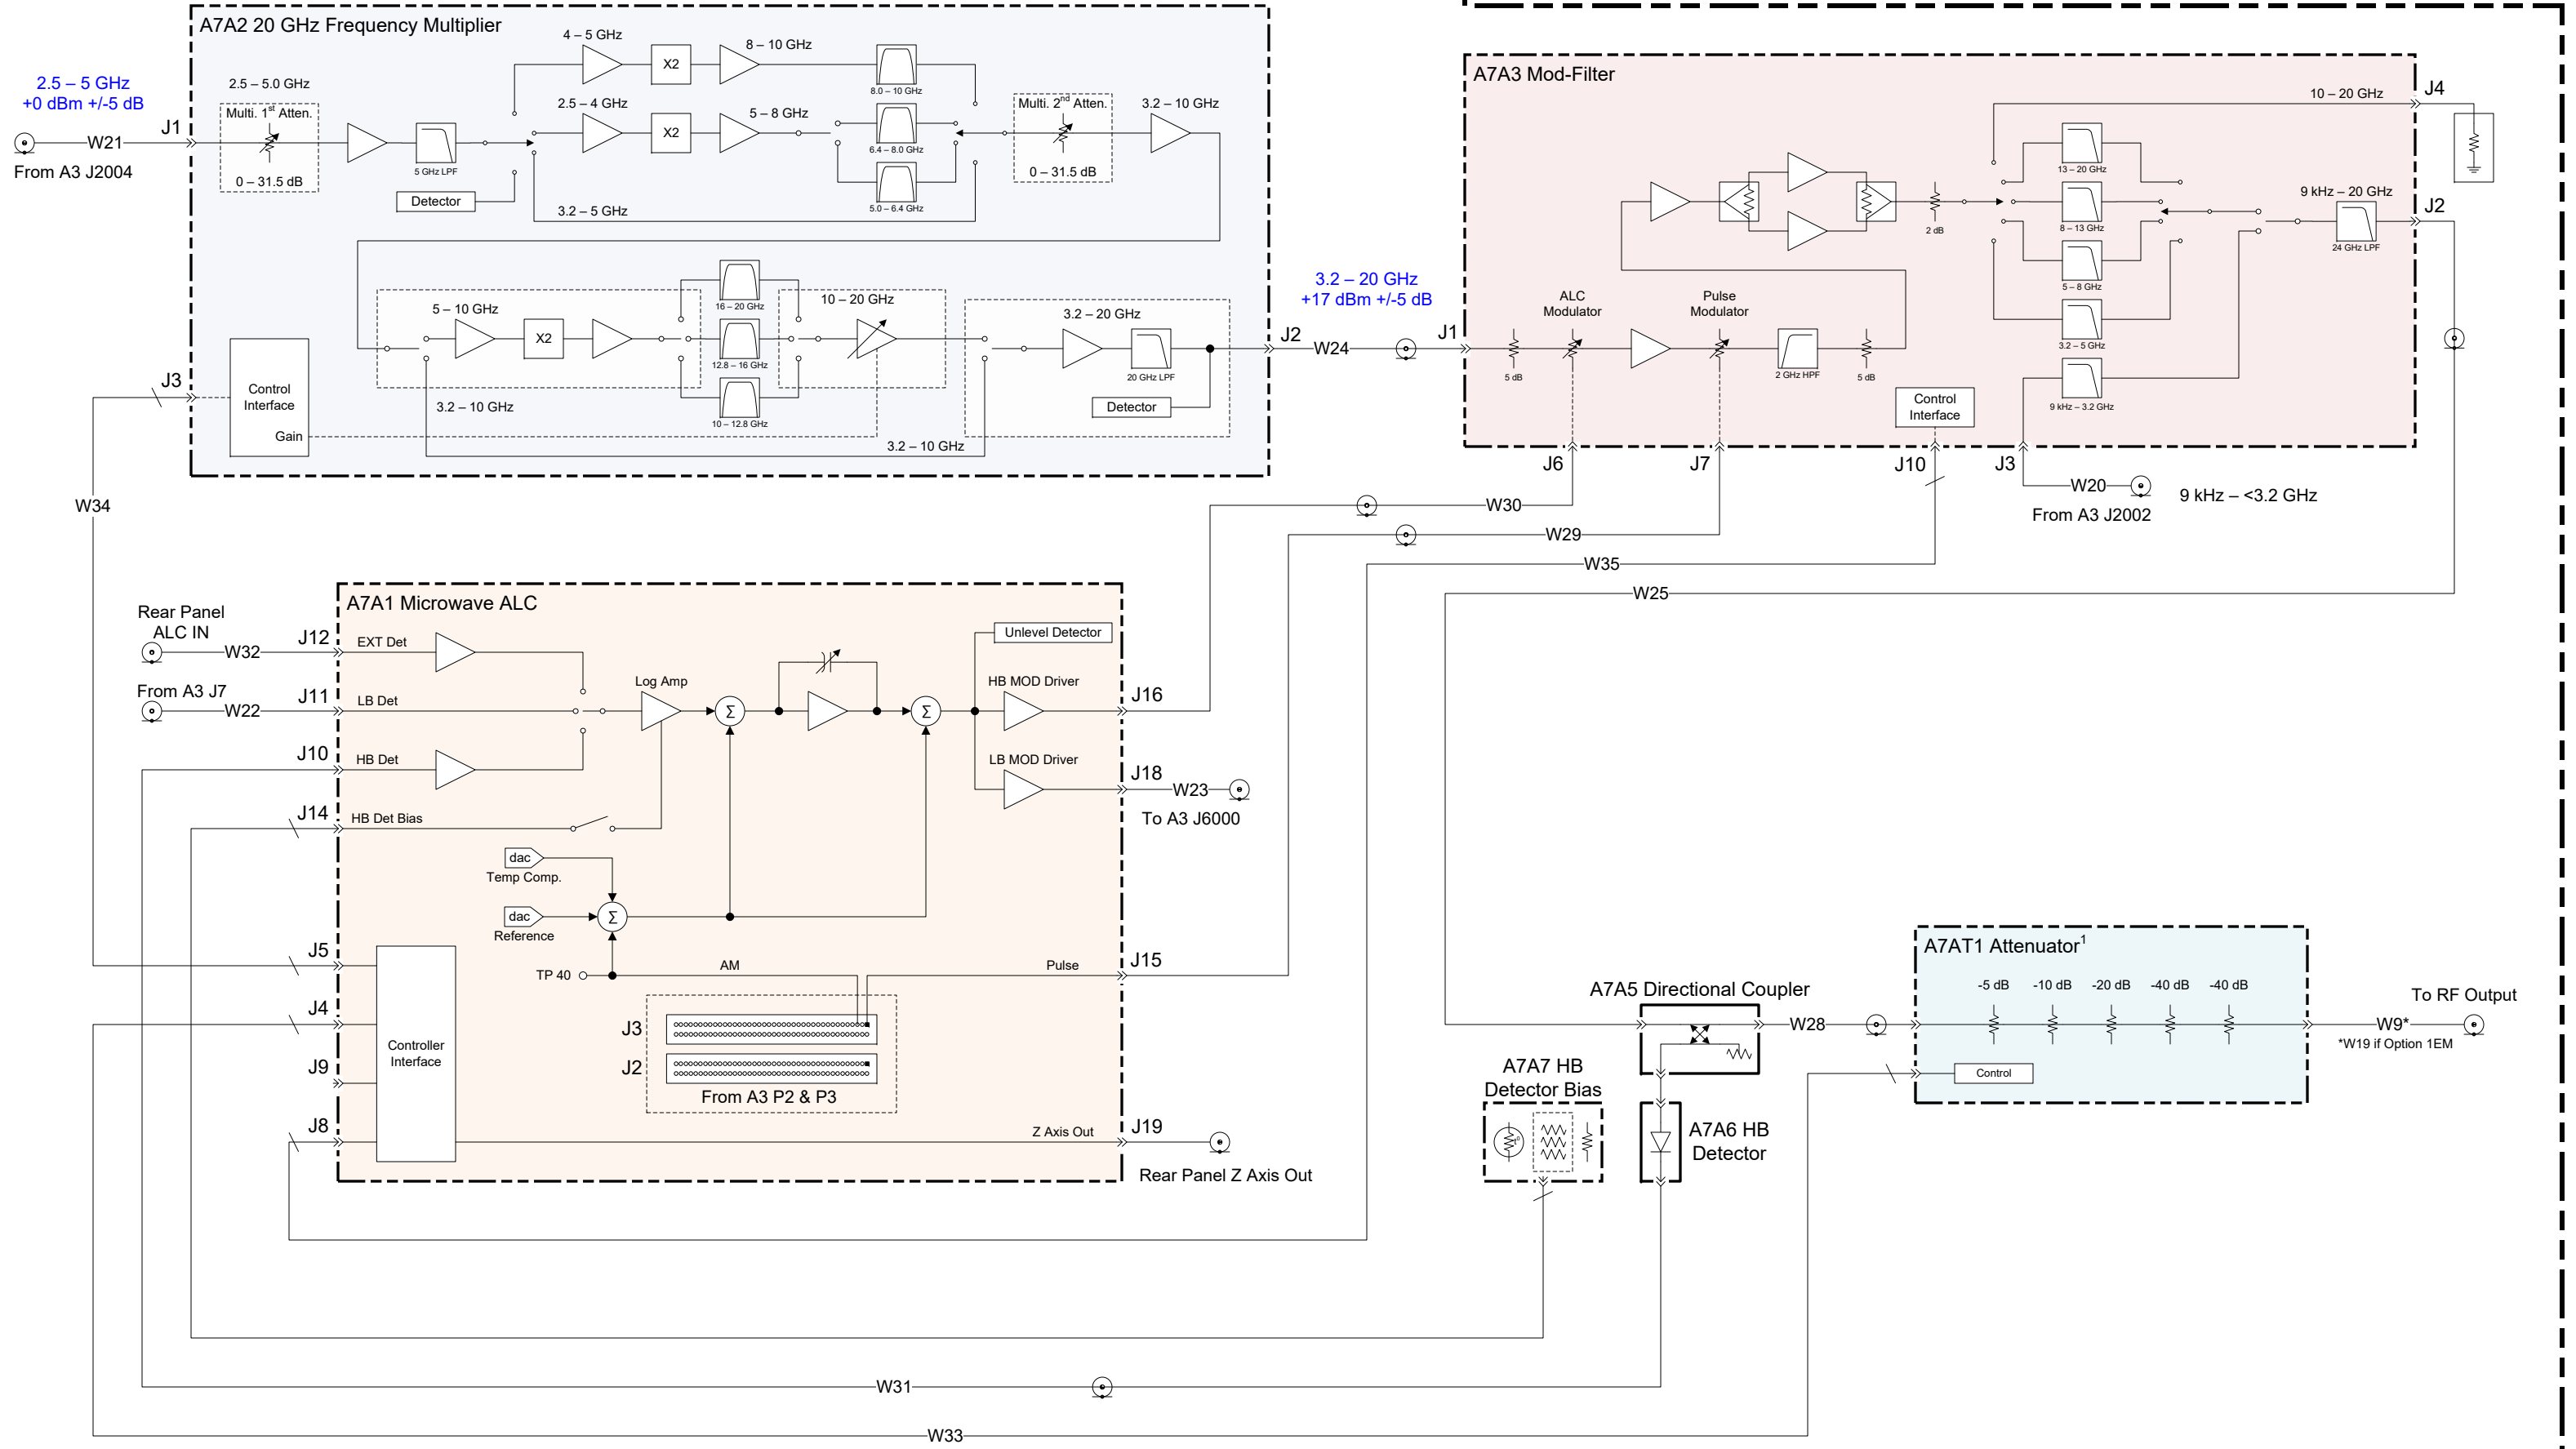 A7A2 20 GHz Frequency Multiplier
2.5 – 5 GHz
+0 dBm +/-5 dB
J1
W21
From A3 J2004
2.5 – 5.0 GHz
Multi. 1st Atten.
0 – 31.5 dB
5 GHz LPF
Detector
4 – 5 GHz
X2
8 – 10 GHz
8.0 – 10 GHz
2.5 – 4 GHz
X2
5 – 8 GHz
6.4 – 8.0 GHz
5.0 – 6.4 GHz
3.2 – 5 GHz
Multi. 2nd Atten.
0 – 31.5 dB
3.2 – 10 GHz
5 – 10 GHz
X2
16 – 20 GHz
12.8 – 16 GHz
10 – 12.8 GHz
10 – 20 GHz
3.2 – 20 GHz
20 GHz LPF
Detector
3.2 – 10 GHz
3.2 – 10 GHz
Control
Interface
Gain
J3
W34
J2
W24
3.2 – 20 GHz
+17 dBm +/-5 dB
A7A3 Mod-Filter
J1
5 dB
ALC
Modulator
Pulse
Modulator
2 GHz HPF
5 dB
2 dB
10 – 20 GHz
J4
13 – 20 GHz
8 – 13 GHz
5 – 8 GHz
3.2 – 5 GHz
9 kHz – 3.2 GHz
9 kHz – 20 GHz
24 GHz LPF
J2
Control
Interface
J6
J7
J10
J3
W20
From A3 J2002
9 kHz – <3.2 GHz
W30
W29
W35
W25
A7A1 Microwave ALC
Rear Panel
ALC IN
W32
J12
EXT Det
From A3 J7
W22
J11
LB Det
J10
HB Det
J14
HB Det Bias
Log Amp
Σ
Σ
Unlevel Detector
HB MOD Driver
J16
LB MOD Driver
J18
W23
To A3 J6000
dac
Temp Comp.
dac
Reference
Σ
TP 40
AM
Pulse
J15
J5
J4
J9
J8
Controller
Interface
J3
J2
From A3 P2 & P3
Z Axis Out
J19
Rear Panel Z Axis Out
A7A5 Directional Coupler
W28
A7A7 HB
Detector Bias
t°
A7A6 HB
Detector
A7AT1 Attenuator1
-5 dB
-10 dB
-20 dB
-40 dB
-40 dB
Control
To RF Output
W9*
*W19 if Option 1EM
W31
W33